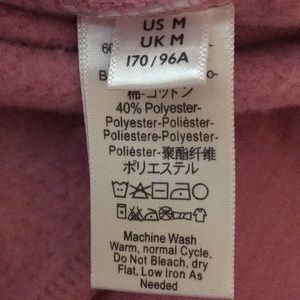 US M
UK M
170/96A
60
B
o-
棉-コットン
40% Polyester-
Polyester-Polièster-
Poliestere-Polyester-
Poliéster-聚酯纤维
ポリエステル
Machine Wash
Warm, normal Cycle,
Do Not Bleach, dry
Flat, Low Iron As
Needed